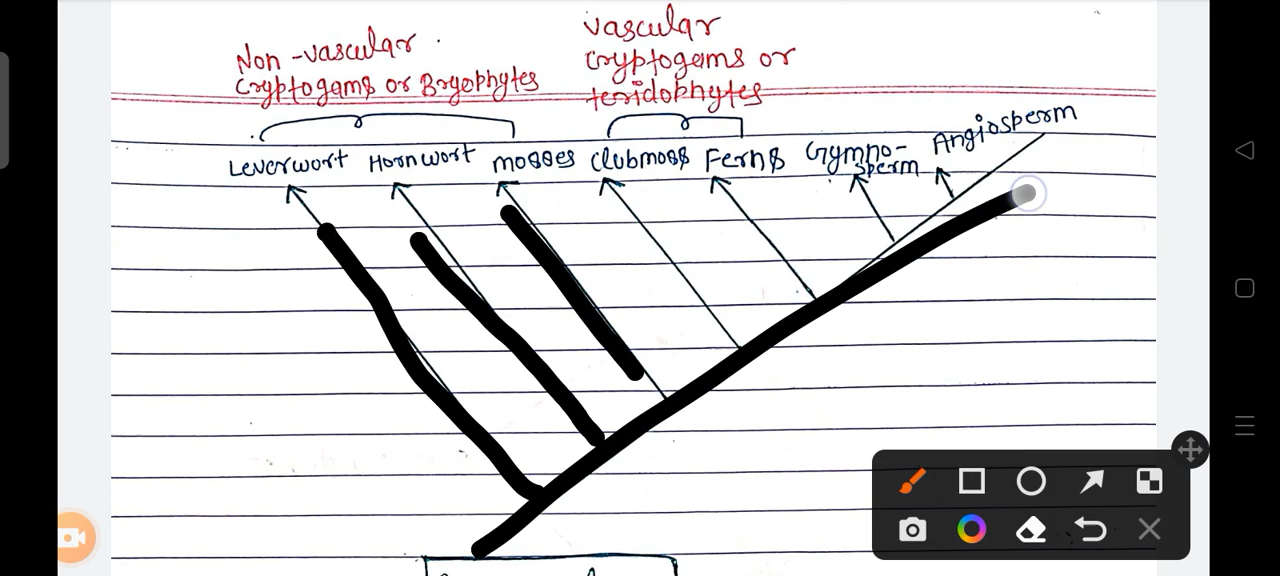 Non-vascular
Cryptogams or Bryophytes
vascular
Cryptogams or
teridophytes
Leverwort Hornwort mosses clubmoss Ferns Gymno-
sperm Angiosperm